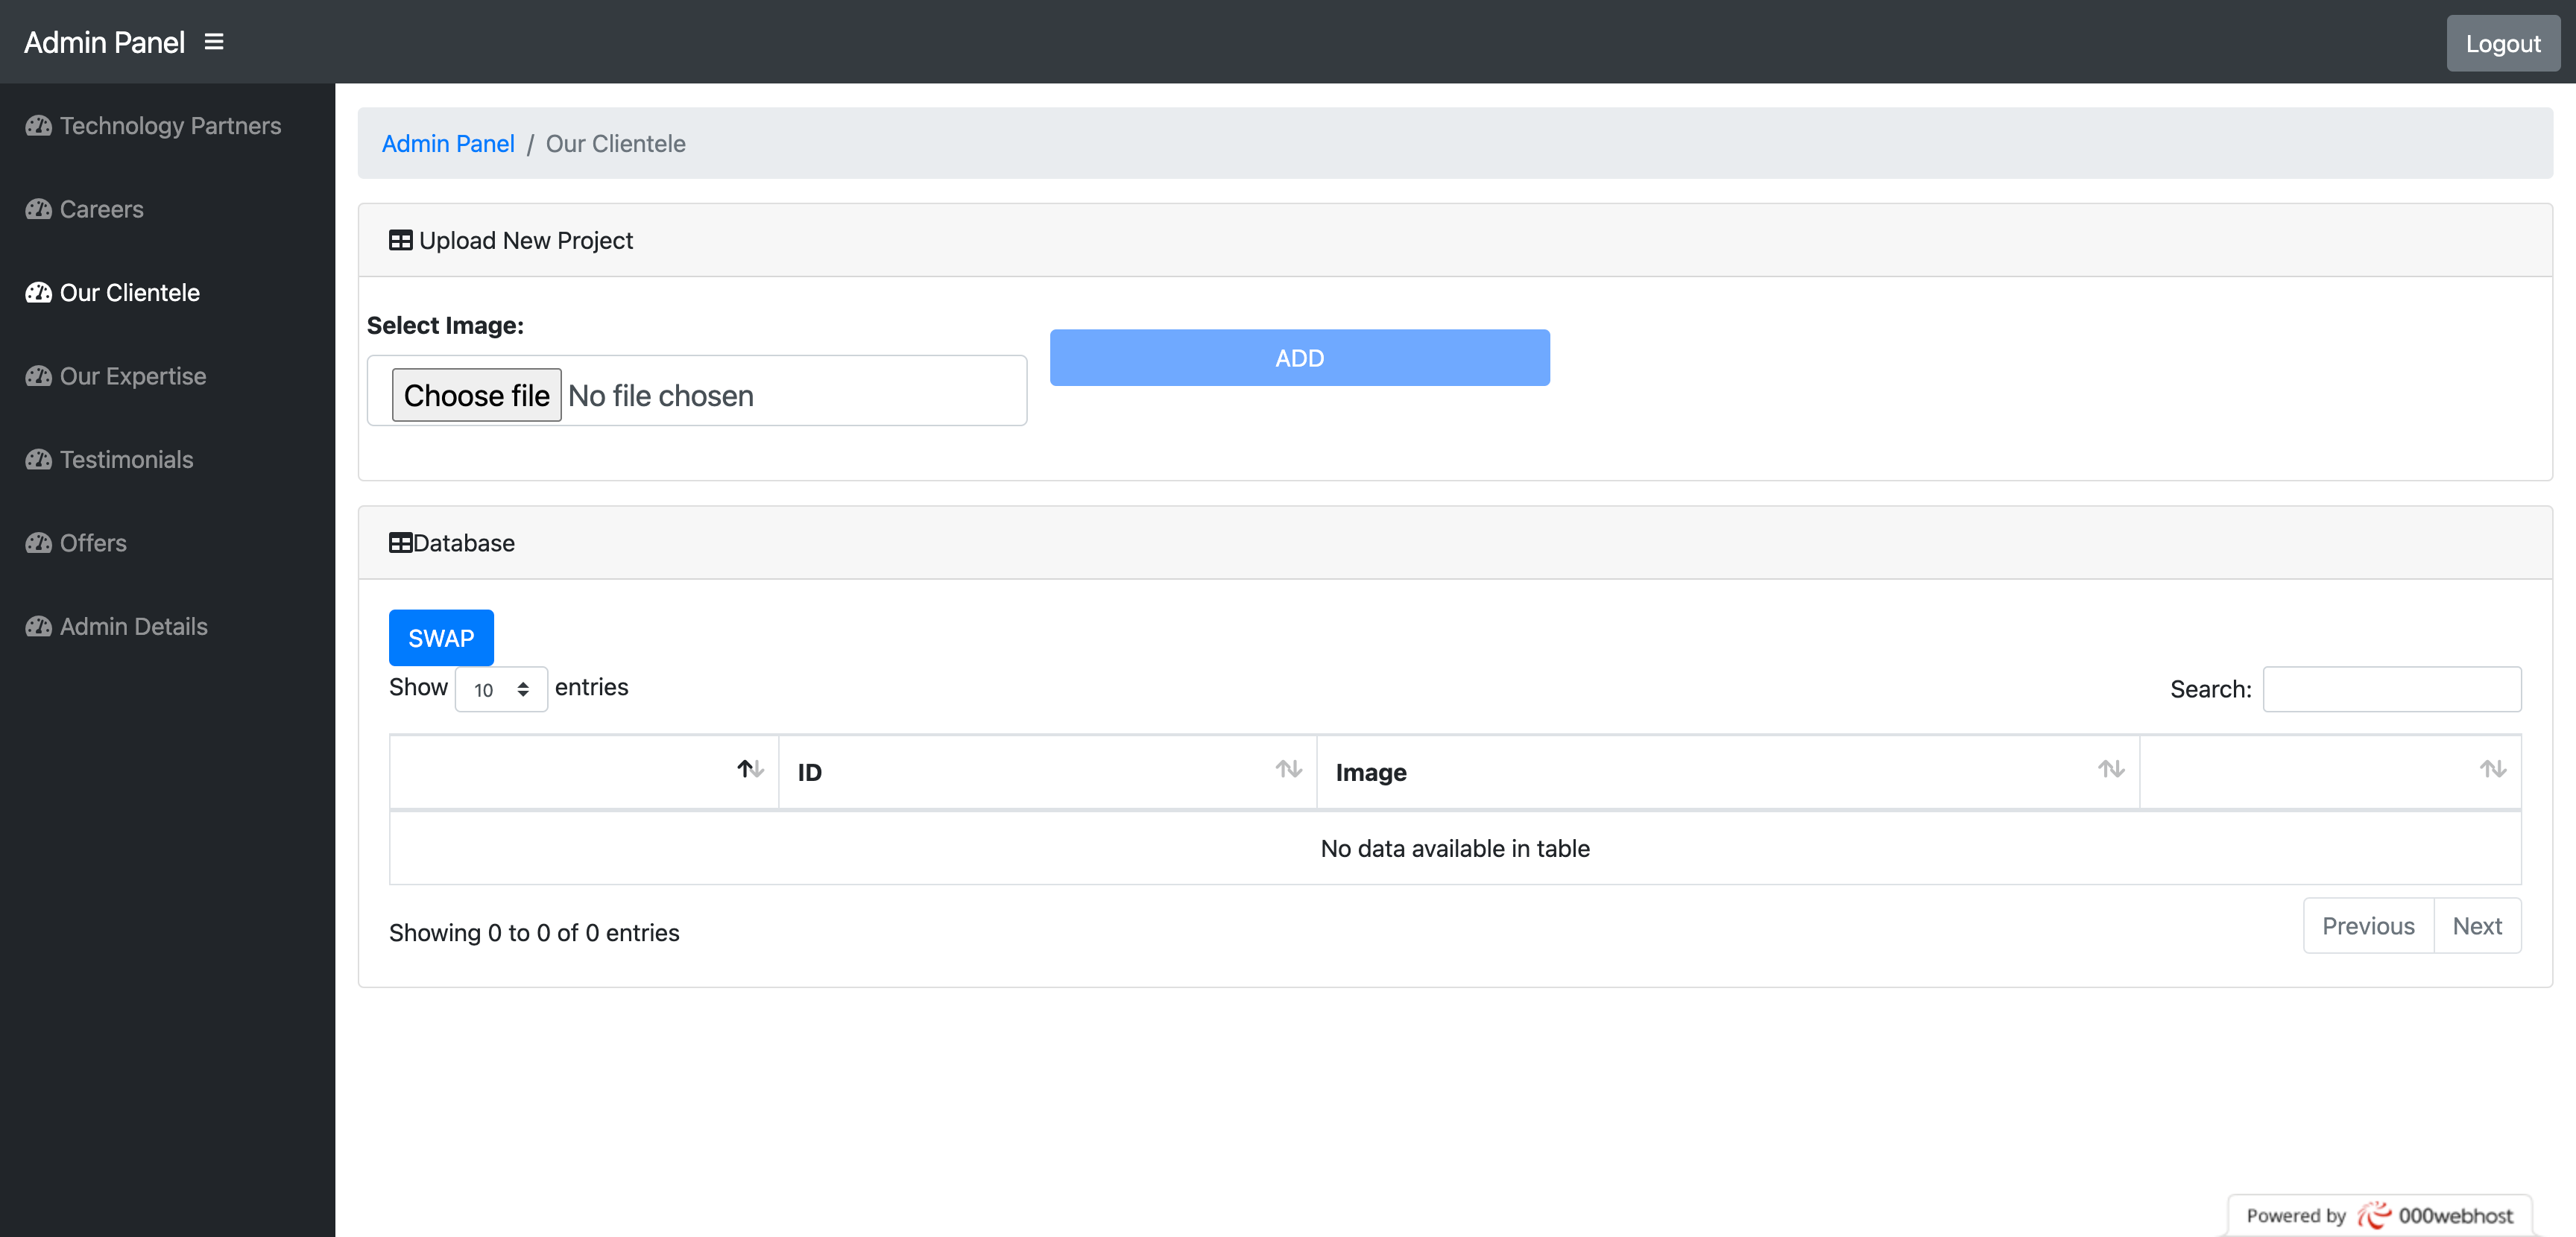 Admin Panel
Logout
Technology Partners
Careers
Our Clientele
Our Expertise
Testimonials
Offers
Admin Details
Admin Panel / Our Clientele
Upload New Project
Select Image:
Choose file No file chosen
ADD
Database
SWAP
Show 10 entries
Search:
ID Image
No data available in table
Showing 0 to 0 of 0 entries
Previous Next
Powered by 000webhost